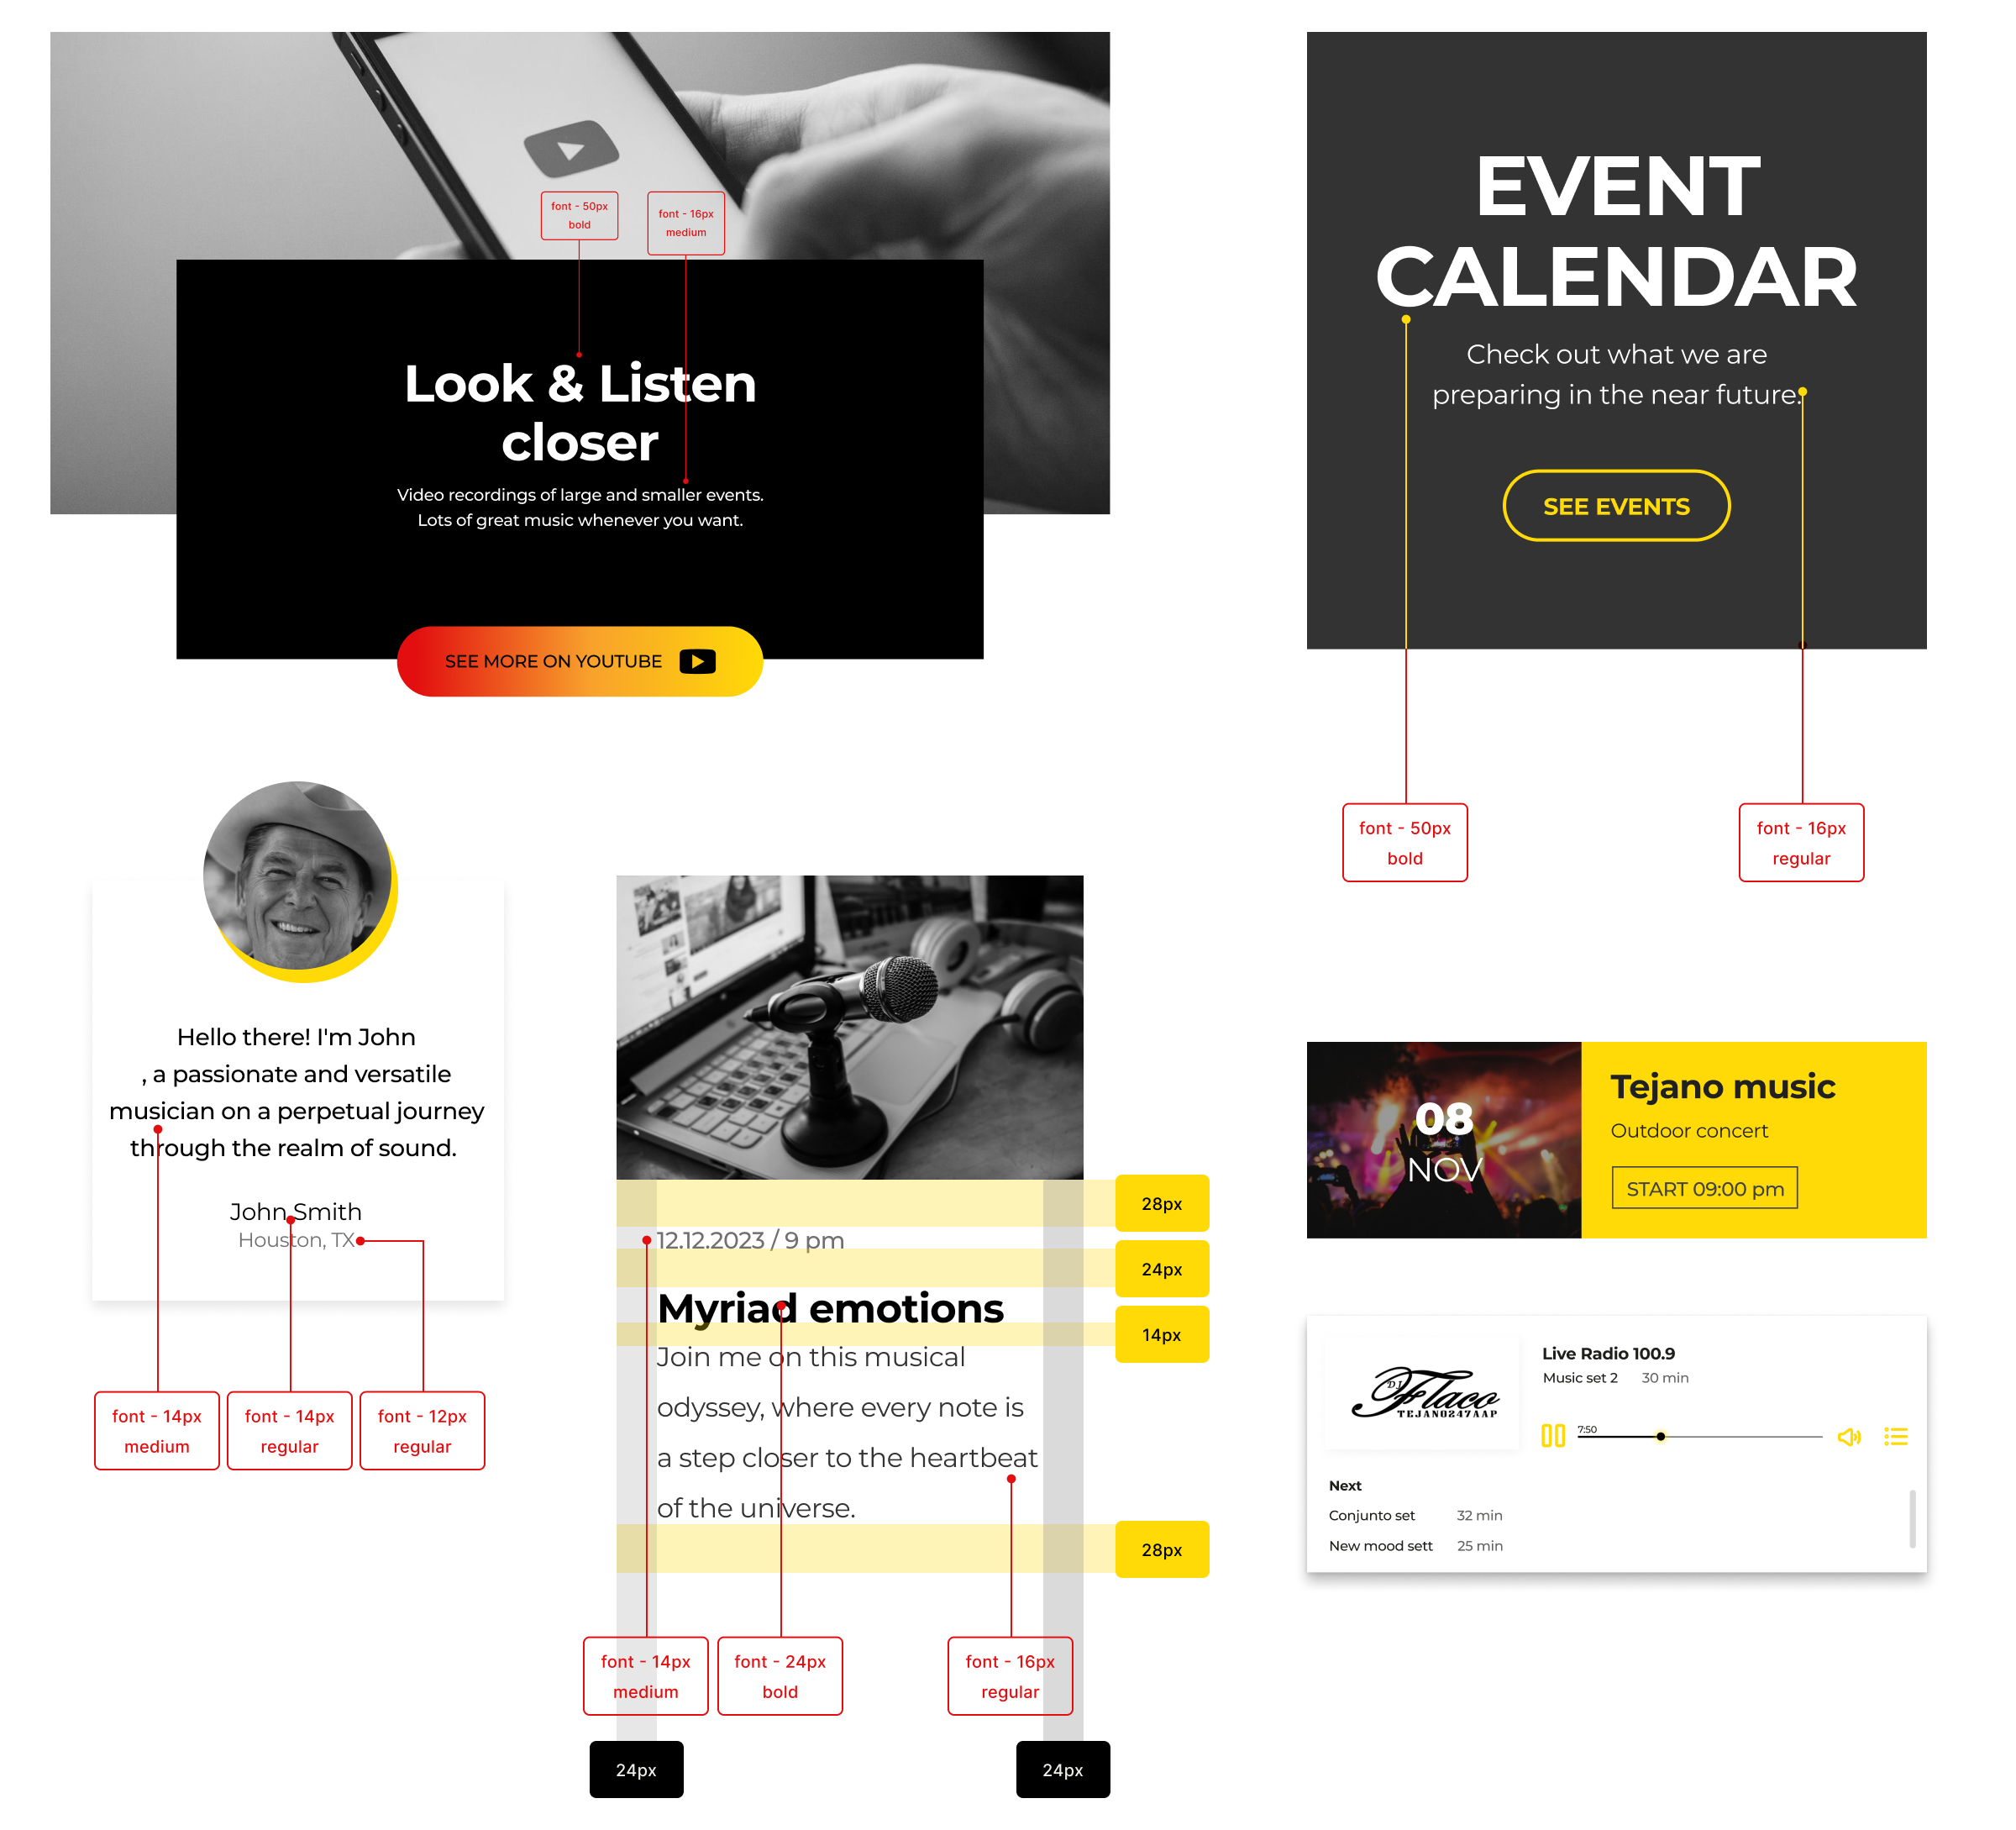 font - 50px
bold
font - 16px
medium
Look & Listen
closer
Video recordings of large and smaller events.
Lots of great music whenever you want.
SEE MORE ON YOUTUBE
EVENT
CALENDAR
Check out what we are
preparing in the near future.
SEE EVENTS
font - 50px
bold
font - 16px
regular
Hello there! I'm John
, a passionate and versatile
musician on a perpetual journey
through the realm of sound.
John Smith
Houston, TX
font - 14px
medium
font - 14px
regular
font - 12px
regular
28px
12.12.2023 / 9 pm
24px
Myriad emotions
14px
Join me on this musical
odyssey, where every note is
a step closer to the heartbeat
of the universe.
28px
font - 14px
medium
font - 24px
bold
font - 16px
regular
24px
24px
08
NOV
Tejano music
Outdoor concert
START 09:00 pm
DJ
Flaco
TEJANO247AAP
Live Radio 100.9
Music set 2 30 min
7:50
Next
Conjunto set 32 min
New mood sett 25 min